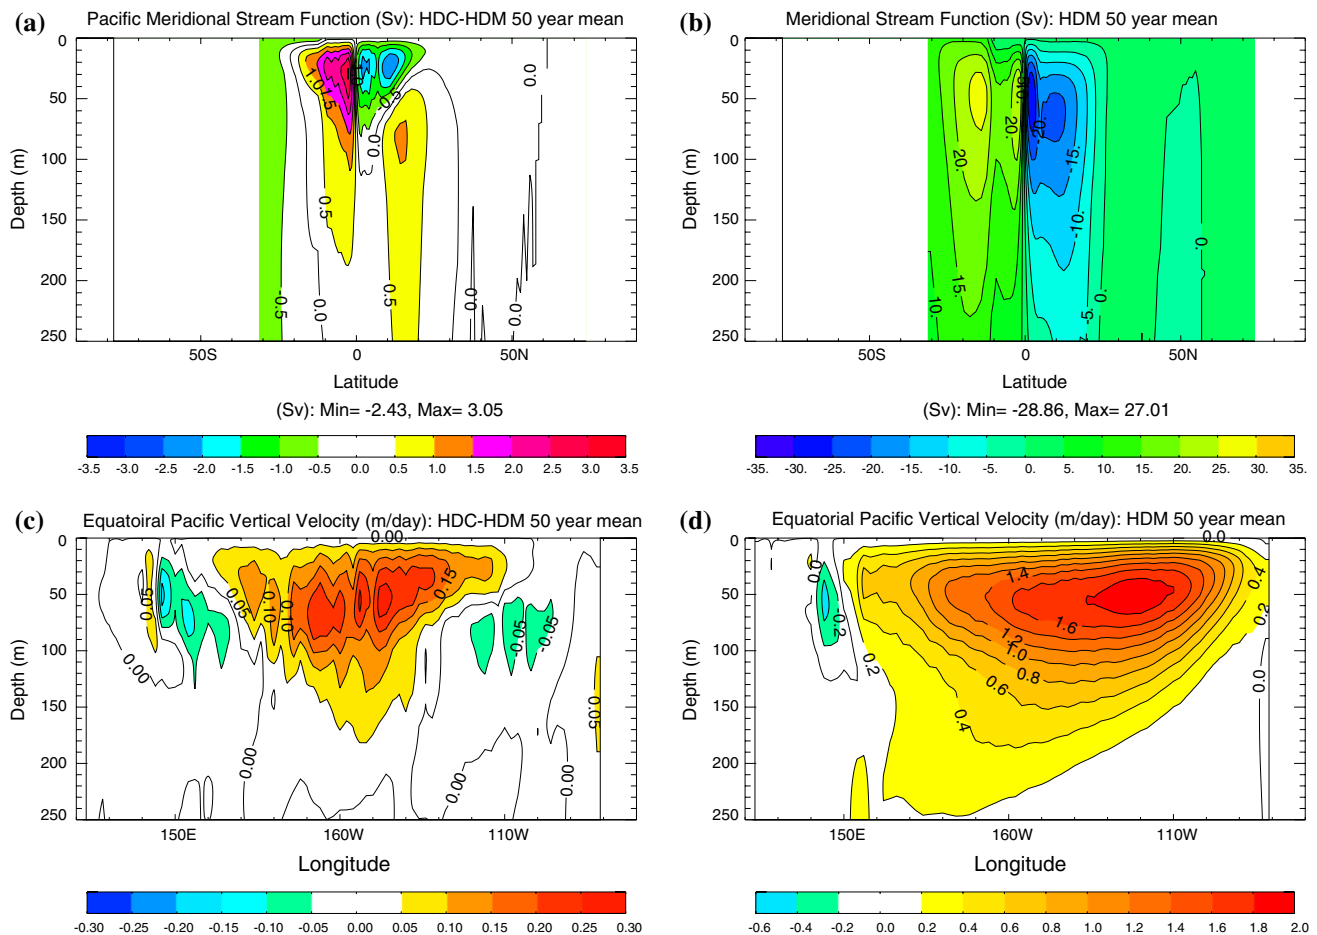 (a) Pacific Meridional Stream Function (Sv): HDC-HDM 50 year mean
0
50
100
150
200
250
Depth (m)
50S 0 50N
Latitude
1.0 1.5 1.0 -0.5 0.0 0.5 -0.5 0.0 0.5 0.0 0.0 0.0
(Sv): Min= -2.43, Max= 3.05
-3.5 -3.0 -2.5 -2.0 -1.5 -1.0 -0.5 0.0 0.5 1.0 1.5 2.0 2.5 3.0 3.5
(b) Meridional Stream Function (Sv): HDM 50 year mean
0
50
100
150
200
250
Depth (m)
50S 0 50N
Latitude
20. 20. -20. -15. -10. 15. 10. -5. 0. 0.
(Sv): Min= -28.86, Max= 27.01
-35. -30. -25. -20. -15. -10. -5. 0. 5. 10. 15. 20. 25. 30. 35.
(c) Equatoiral Pacific Vertical Velocity (m/day): HDC-HDM 50 year mean
0
50
100
150
200
250
Depth (m)
150E 160W 110W
Longitude
0.00 0.05 0.05 0.10 0.10 0.15 -0.05 -0.05 0.00 0.00 0.00 0.00 0.05
-0.30 -0.25 -0.20 -0.15 -0.10 -0.05 -0.00 0.05 0.10 0.15 0.20 0.25 0.30
(d) Equatorial Pacific Vertical Velocity (m/day): HDM 50 year mean
0
50
100
150
200
250
Depth (m)
150E 160W 110W
Longitude
0.0 0.0 -0.2 0.2 1.4 1.6 1.2 1.0 0.8 0.6 0.4 0.4 0.2 0.0
-0.6 -0.4 -0.2 0.0 0.2 0.4 0.6 0.8 1.0 1.2 1.4 1.6 1.8 2.0